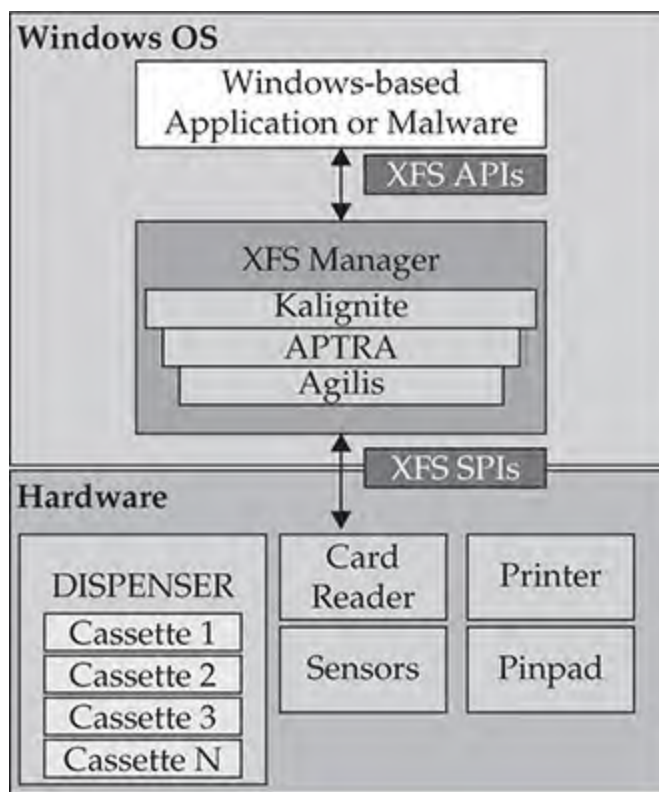 Windows OS
Windows-based
Application or Malware
XFS APIs
XFS Manager
Kalignite
APTRA
Agilis
XFS SPIs
Hardware
DISPENSER
Cassette 1
Cassette 2
Cassette 3
Cassette N
Card
Reader
Printer
Sensors
Pinpad